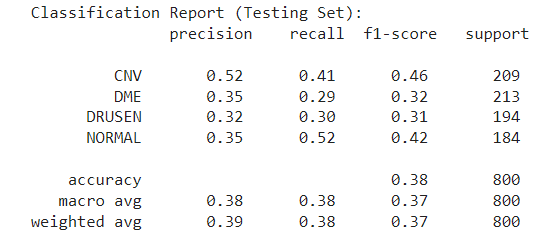 Classification Report (Testing Set):
precision recall f1-score support
CNV 0.52 0.41 0.46 209
DME 0.35 0.29 0.32 213
DRUSEN 0.32 0.30 0.31 194
NORMAL 0.35 0.52 0.42 184
accuracy 0.38 800
macro avg 0.38 0.38 0.37 800
weighted avg 0.39 0.38 0.37 800